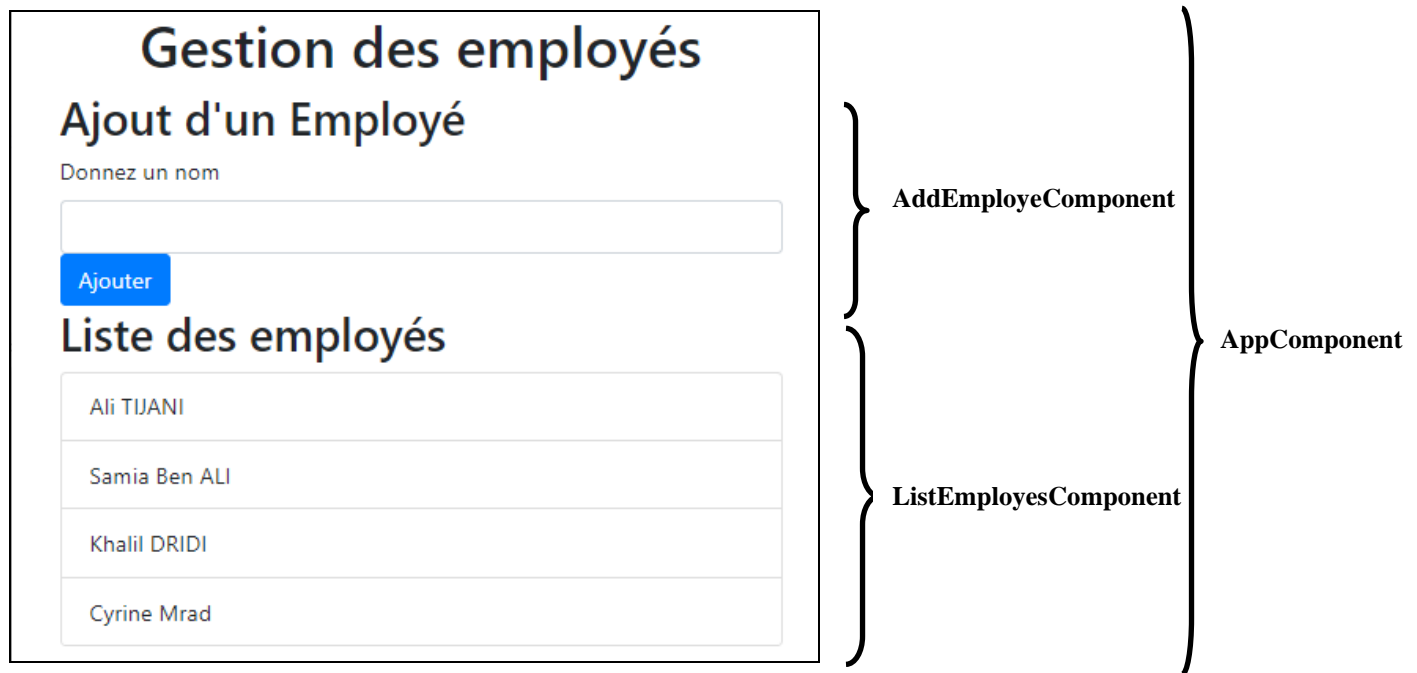 Gestion des employés
Ajout d'un Employé
Donnez un nom
Ajouter
Liste des employés
Ali TIJANI
Samia Ben ALI
Khalil DRIDI
Cyrine Mrad
AddEmployeComponent
ListEmployesComponent
AppComponent